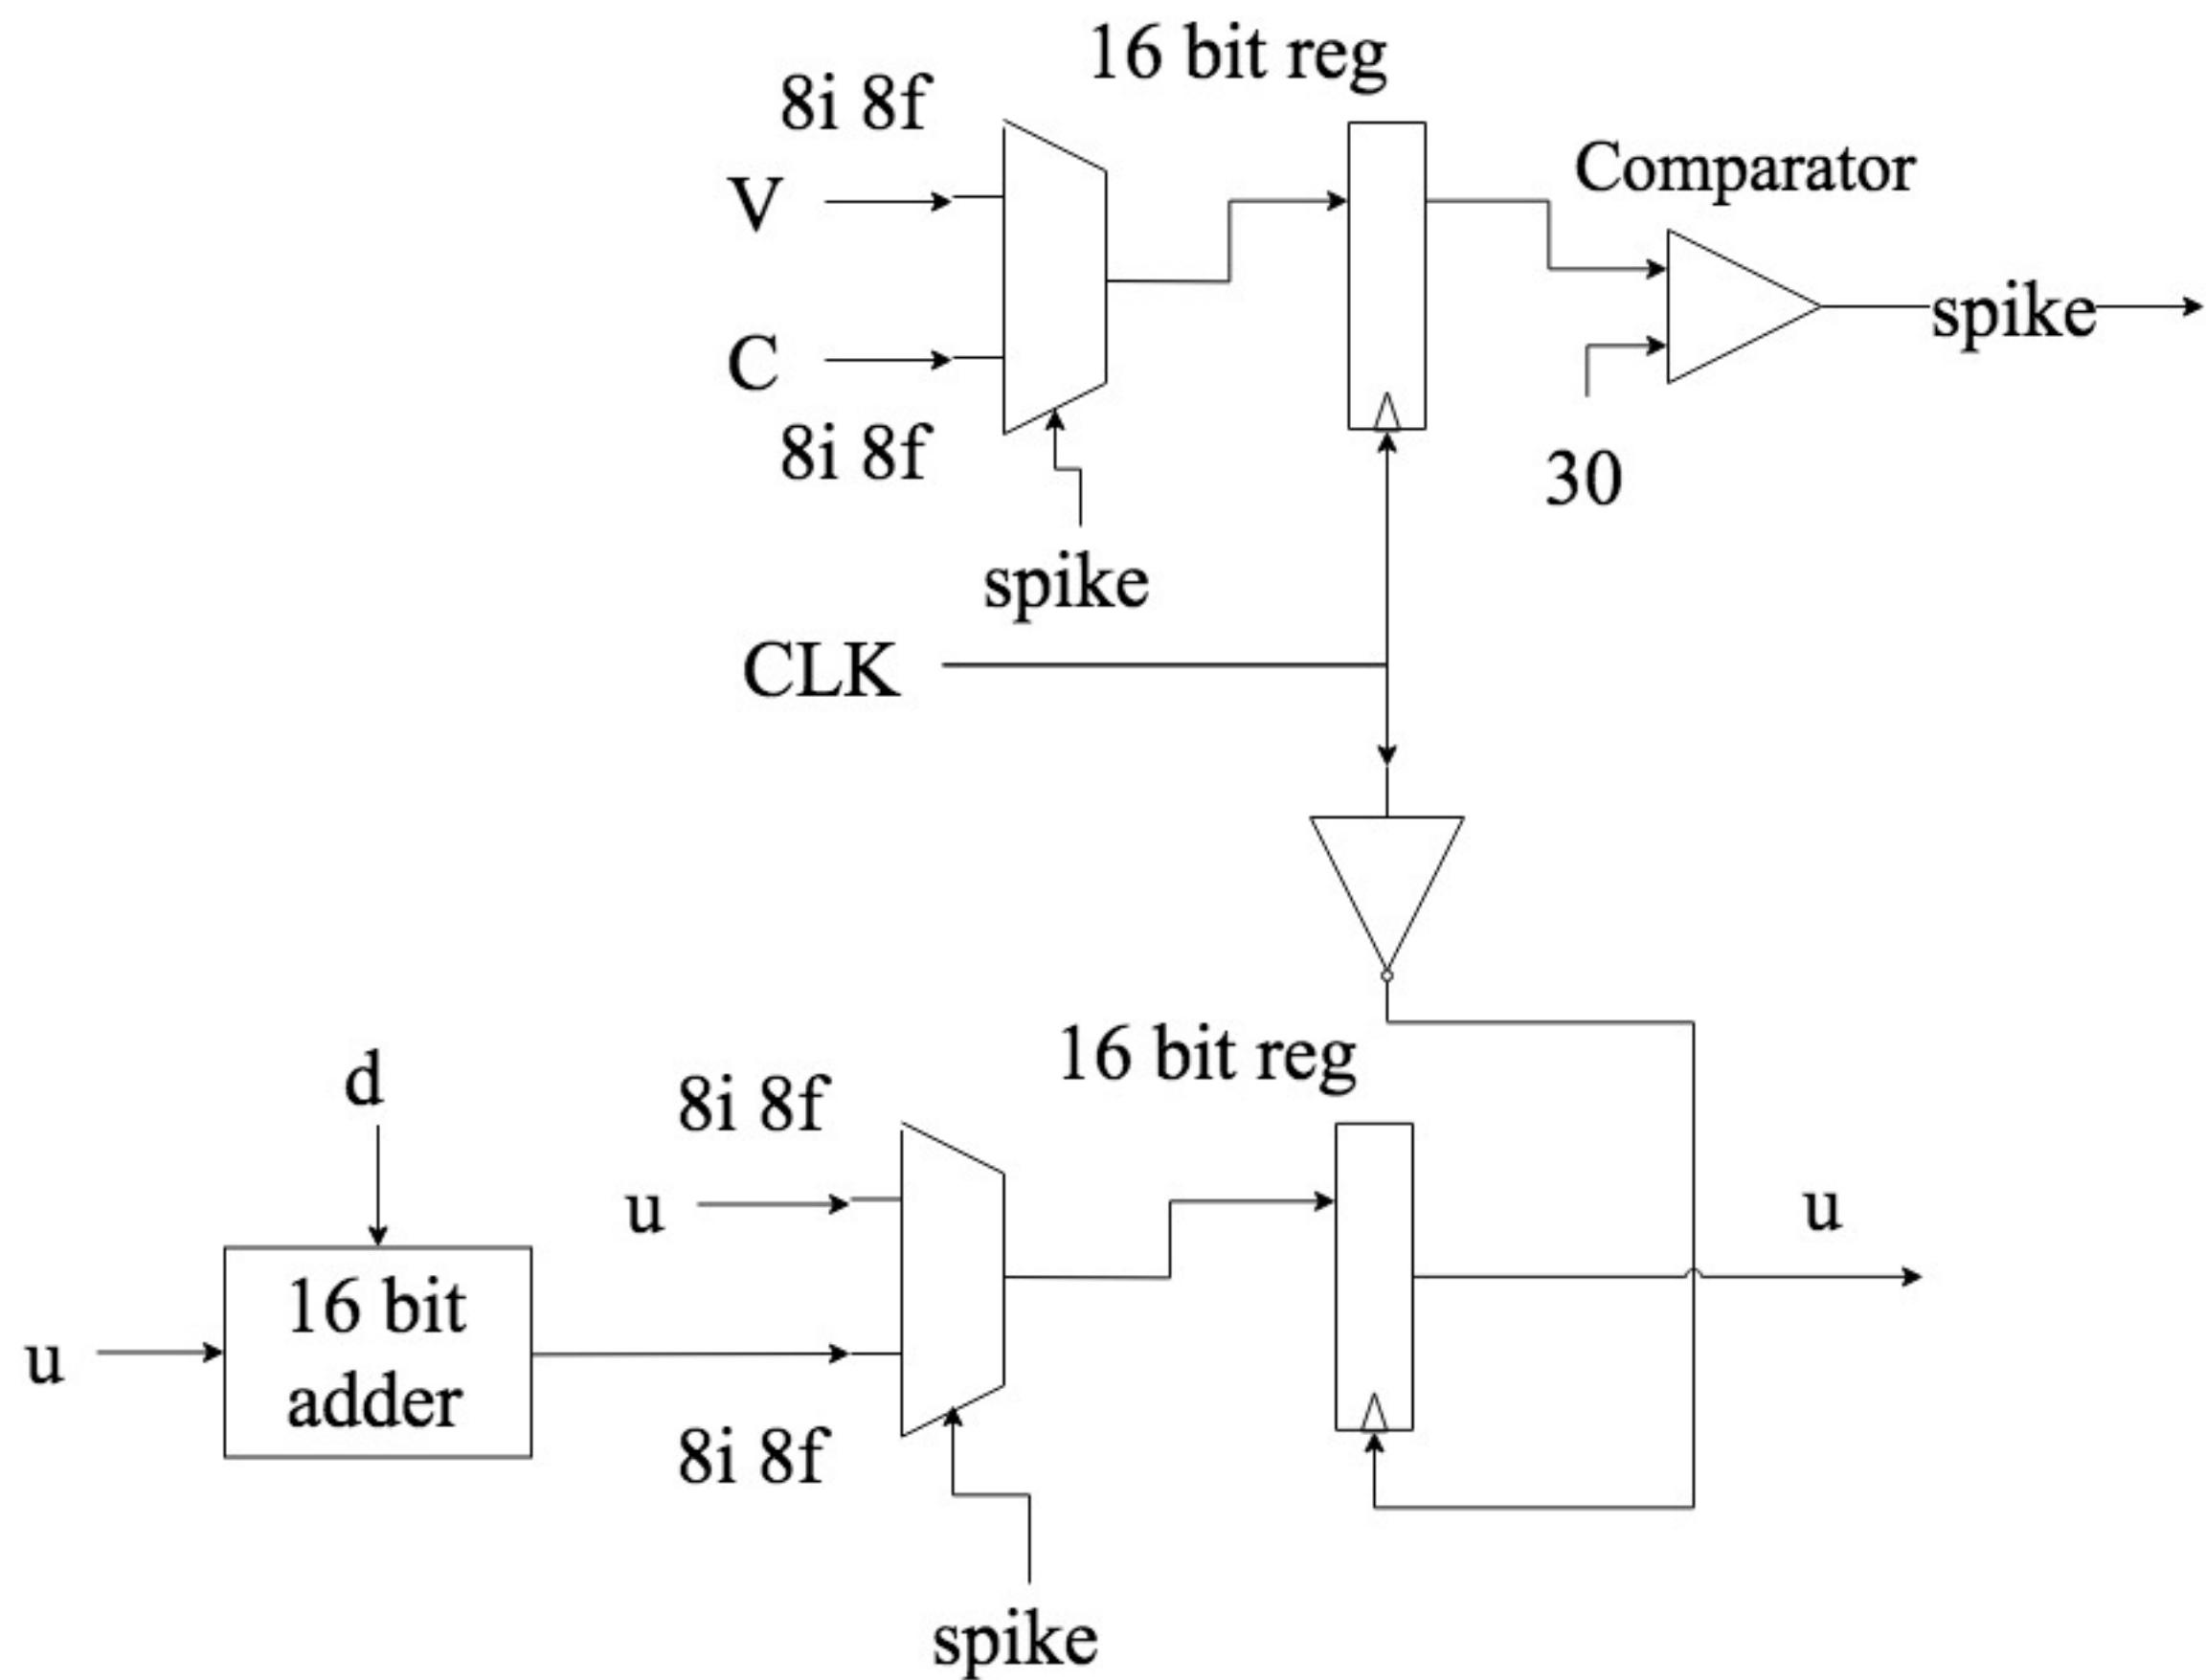 16 bit reg
8i 8f
Comparator
V
C
spike
8i 8f
30
spike
CLK
16 bit reg
d
8i 8f
u
u
16 bit
adder
u
8i 8f
spike